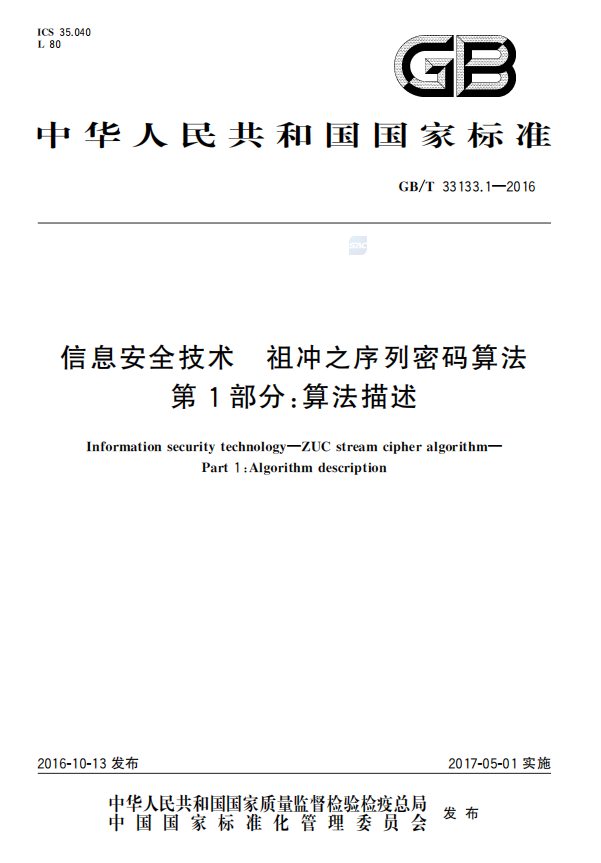 ICS 35.040
L 80
GB
中华人民共和国国家标准
GB/T 33133.1—2016
sac
信息安全技术　祖冲之序列密码算法
第 1 部分:算法描述
Information security technology—ZUC stream cipher algorithm—
Part 1:Algorithm description
2016-10-13 发布
2017-05-01 实施
中华人民共和国国家质量监督检验检疫总局
中国国家标准化管理委员会
发布